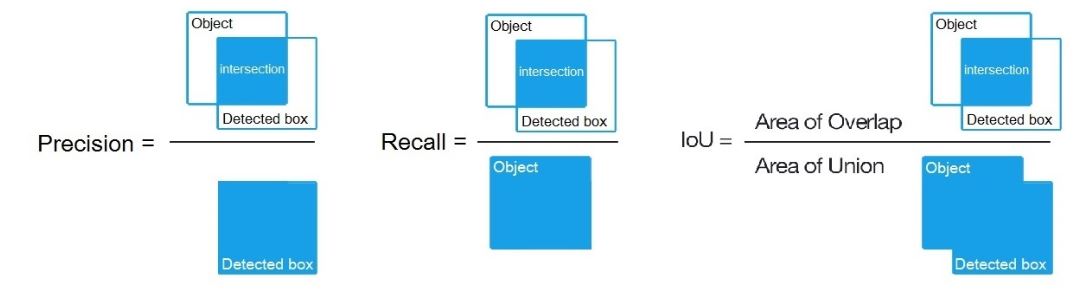 Object
intersection
Detected box
Precision =
Detected box
Object
intersection
Detected box
Recall =
Object
Object
intersection
Detected box
IoU =
Area of Overlap
Area of Union
Object
Detected box